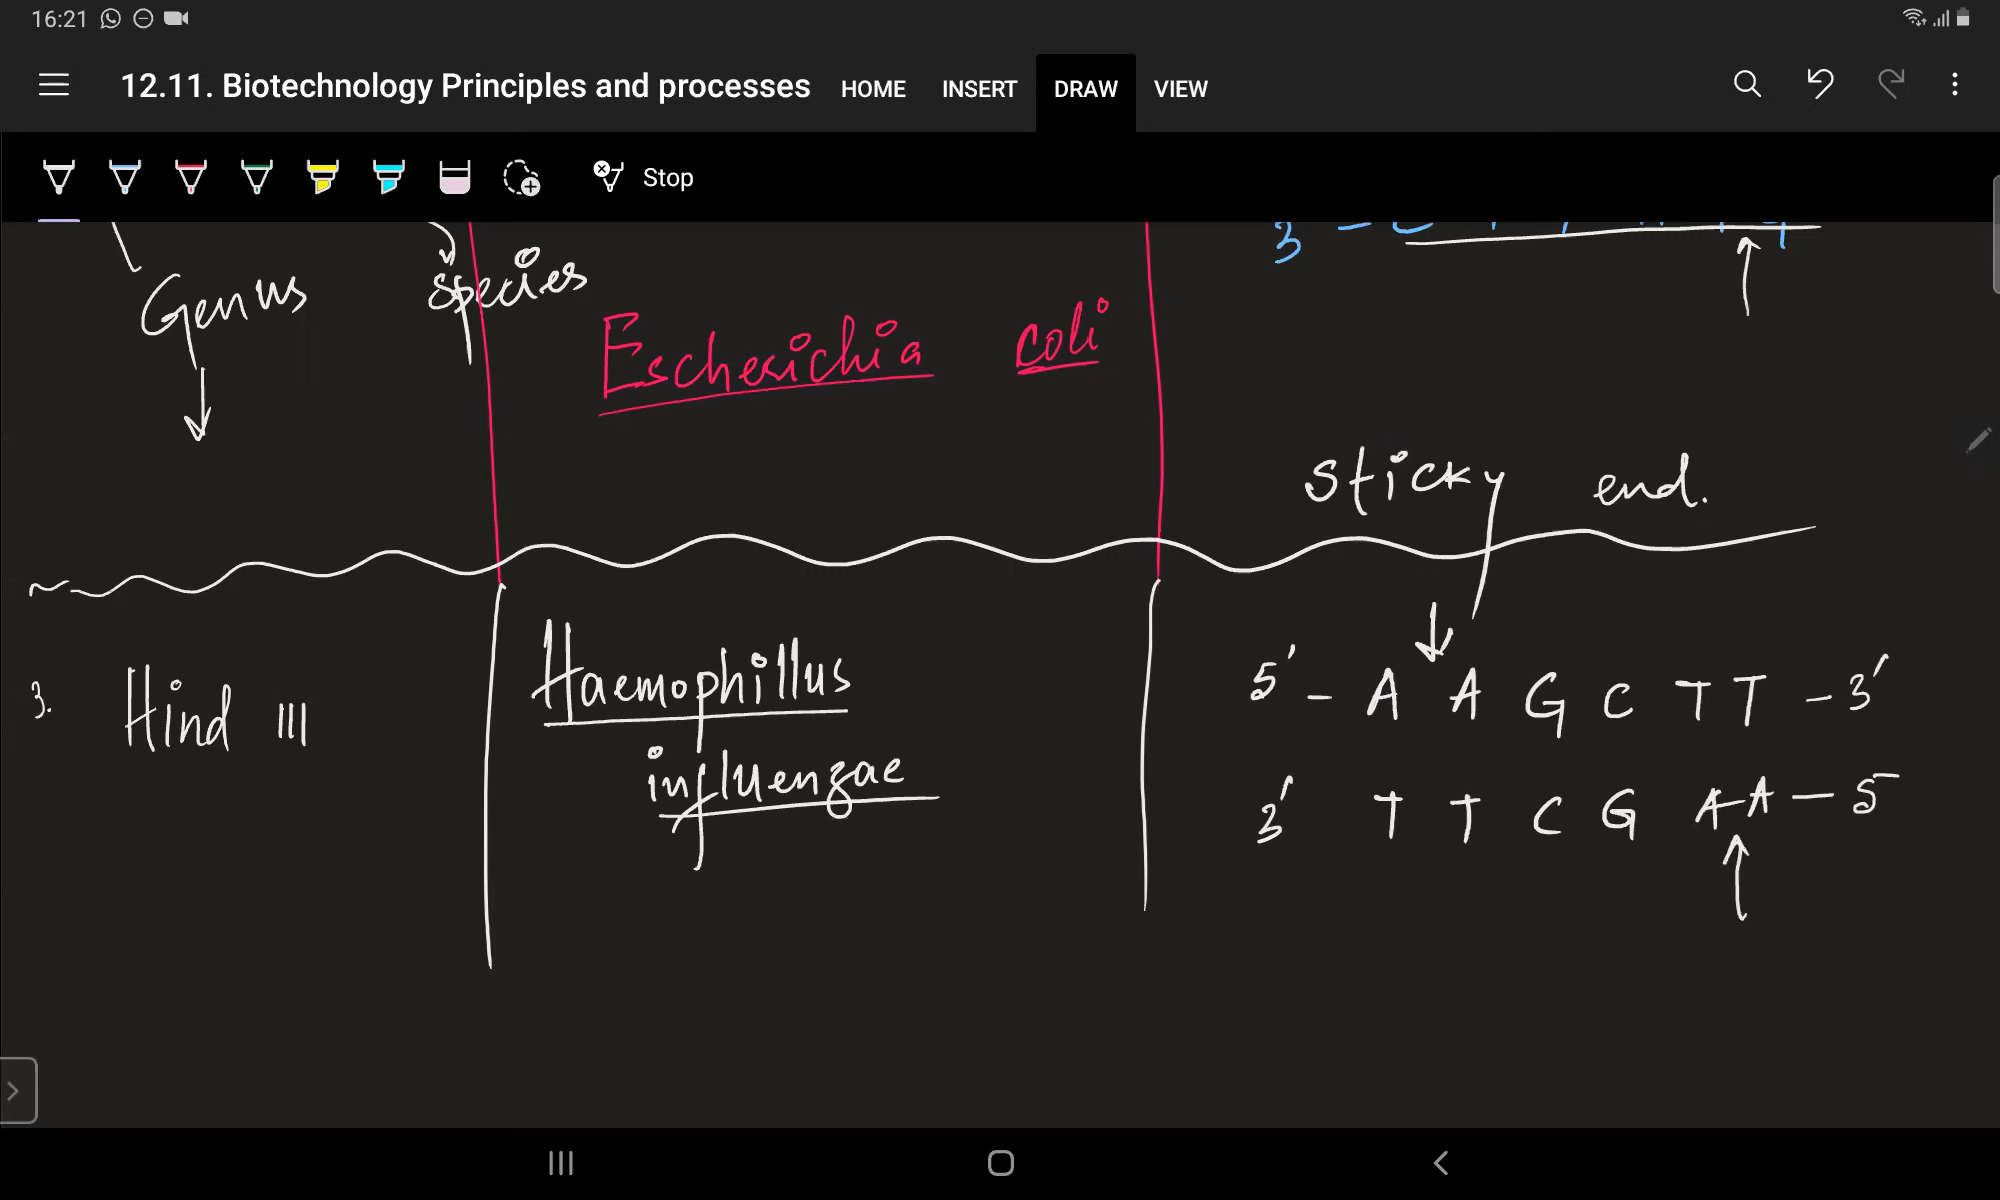 16:21
12.11. Biotechnology Principles and processes HOME INSERT DRAW VIEW
Stop
3 -
Genus species
Escherichia coli
sticky end.
3. Hind III
Haemophillus
influenzae
5' - A A G C T T - 3'
3' T T C G A A - 5